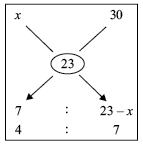 x 30
23
7 : 23 – x
4 : 7